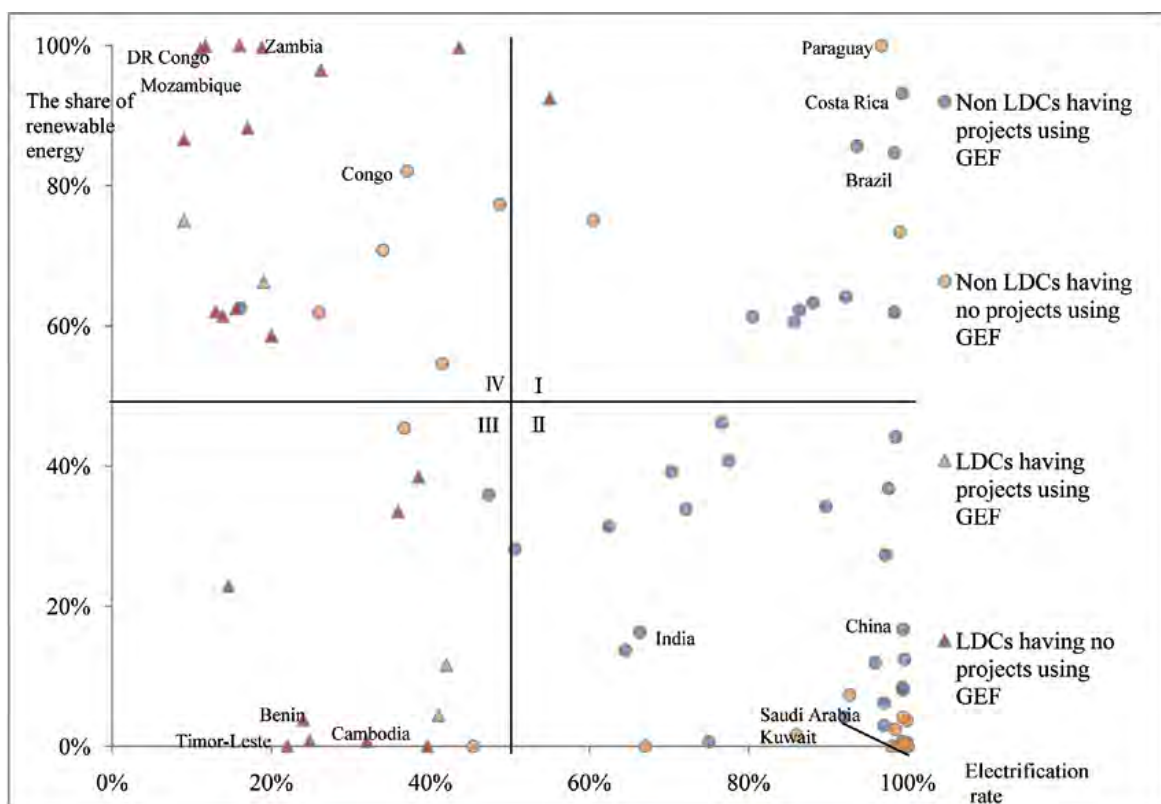 100%
DR Congo
Zambia
Mozambique
Paraguay
Costa Rica
The share of
renewable
energy
Non LDCs having
projects using
GEF
80%
Congo
Brazil
Non LDCs having
no projects using
GEF
60%
IV
I
III
II
40%
LDCs having
projects using
GEF
20%
India
China
LDCs having no
projects using
GEF
Benin
Timor-Leste
Cambodia
Saudi Arabia
Kuwait
0%
0%
20%
40%
60%
80%
100%
Electrification
rate